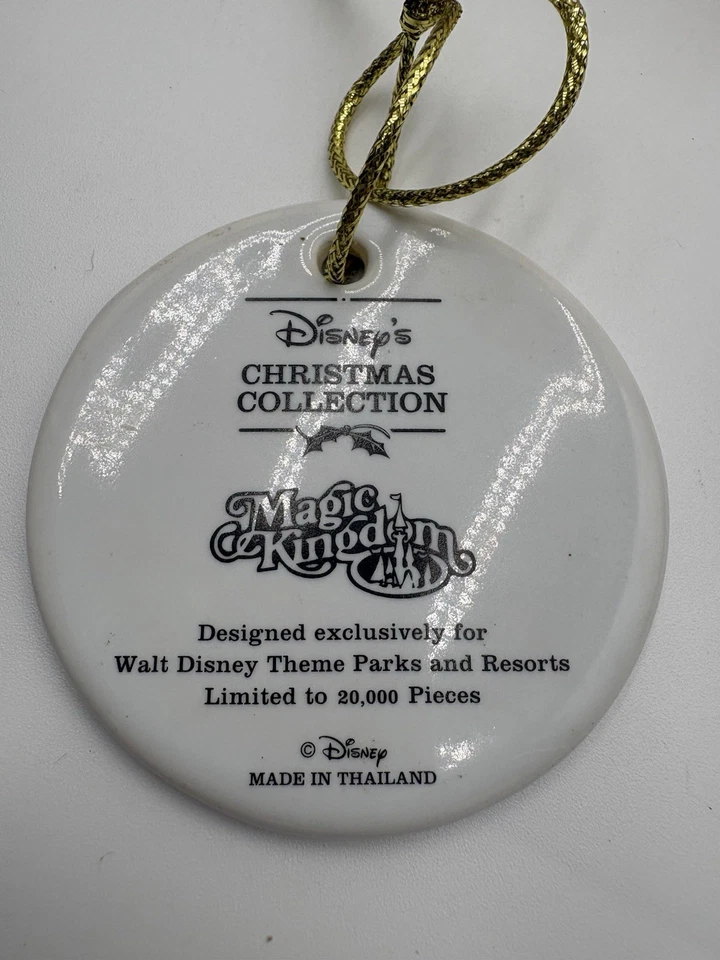 Disney's
CHRISTMAS
COLLECTION
Magic
Kingdom
Designed exclusively for
Walt Disney Theme Parks and Resorts
Limited to 20,000 Pieces
© Disney
MADE IN THAILAND